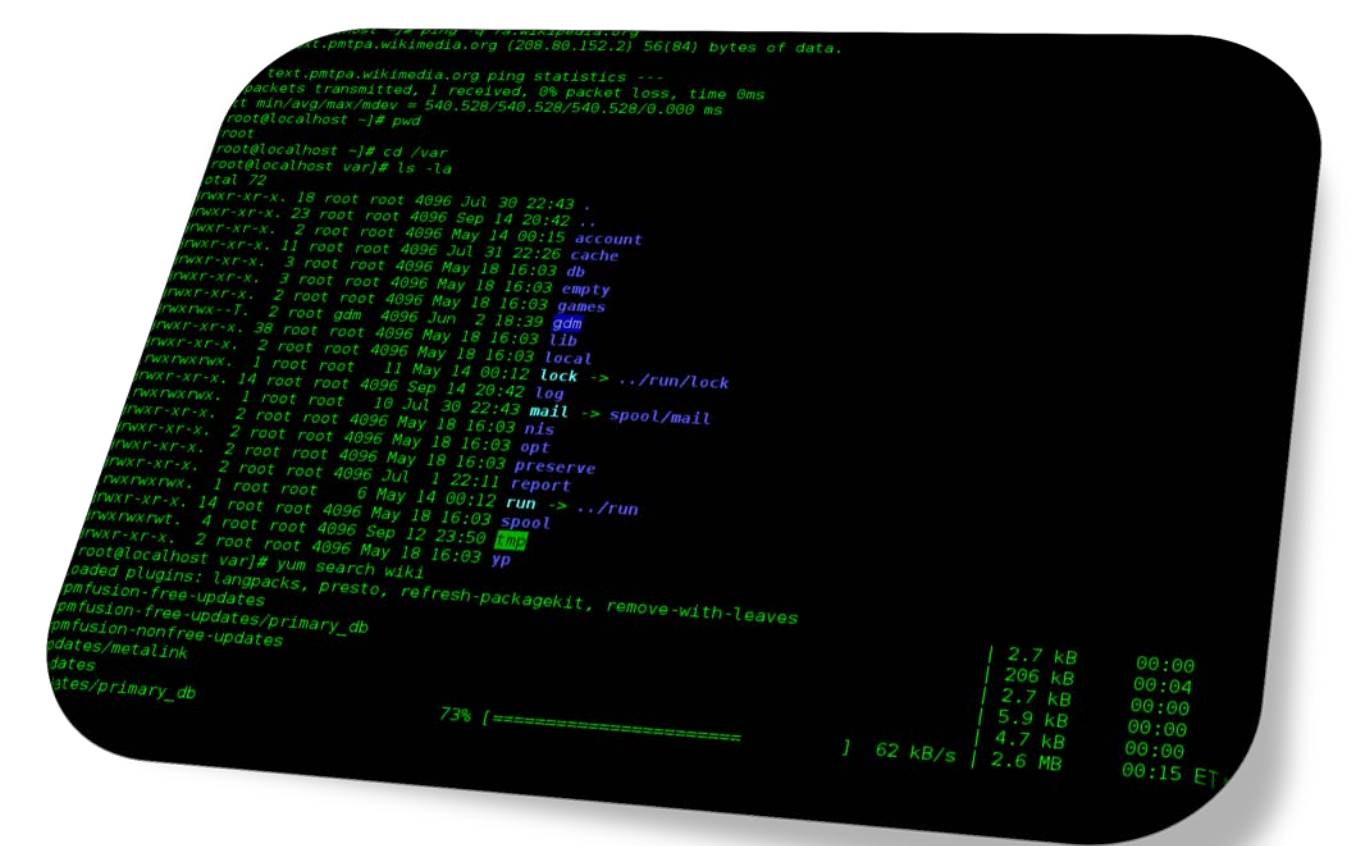 ost ~]# ping -q fa.wikipedia.org
xt.pmtpa.wikimedia.org (208.80.152.2) 56(84) bytes of data.
text.pmtpa.wikimedia.org ping statistics ---
packets transmitted, 1 received, 0% packet loss, time 0ms
tt min/avg/max/mdev = 540.528/540.528/540.528/0.000 ms
root@localhost ~]# pwd
root
root@localhost ~]# cd /var
root@localhost var]# ls -la
otal 72
rwxr-xr-x. 18 root root 4096 Jul 30 22:43 .
rwxr-xr-x. 23 root root 4096 Sep 14 20:42 ..
rwxr-xr-x. 2 root root 4096 May 14 00:15 account
rwxr-xr-x. 11 root root 4096 Jul 31 22:26 cache
rwxr-xr-x. 3 root root 4096 May 18 16:03 db
rwxr-xr-x. 3 root root 4096 May 18 16:03 empty
rwxr-xr-x. 2 root root 4096 May 18 16:03 games
rwxrwx--T. 2 root gdm 4096 Jun 2 18:39 gdm
rwxr-xr-x. 38 root root 4096 May 18 16:03 lib
rwxr-xr-x. 2 root root 4096 May 18 16:03 local
rwxrwxrwx. 1 root root 11 May 14 00:12 lock -> ../run/lock
rwxr-xr-x. 14 root root 4096 Sep 14 20:42 log
rwxrwxrwx. 1 root root 10 Jul 30 22:43 mail -> spool/mail
rwxr-xr-x. 2 root root 4096 May 18 16:03 nis
rwxr-xr-x. 2 root root 4096 May 18 16:03 opt
rwxr-xr-x. 2 root root 4096 May 18 16:03 preserve
rwxr-xr-x. 2 root root 4096 Jul 1 22:11 report
rwxrwxrwx. 1 root root 6 May 14 00:12 run -> ../run
rwxr-xr-x. 14 root root 4096 May 18 16:03 spool
rwxrwxrwt. 4 root root 4096 Sep 12 23:50 tmp
rwxr-xr-x. 2 root root 4096 May 18 16:03 yp
root@localhost var]# yum search wiki
oaded plugins: langpacks, presto, refresh-packagekit, remove-with-leaves
pmfusion-free-updates | 2.7 kB 00:00
pmfusion-free-updates/primary_db | 206 kB 00:04
pmfusion-nonfree-updates | 2.7 kB 00:00
pdates/metalink | 5.9 kB 00:00
dates | 4.7 kB 00:00
ates/primary_db 73% [======================== ] 62 kB/s | 2.6 MB 00:15 ET